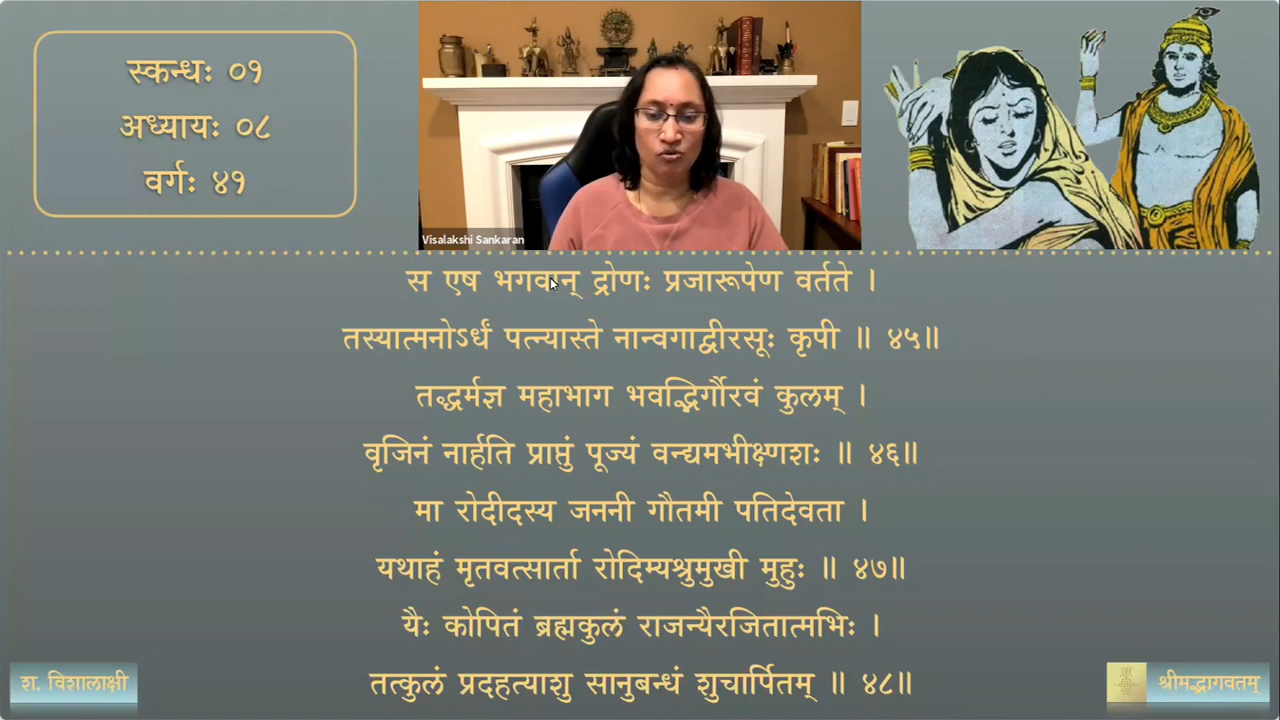 स्कन्धः ०१
अध्यायः ०८
वर्गः ४१
Visalakshi Sankaran
स एष भगवान् द्रोणः प्रजारूपेण वर्तते ।
तस्यात्मनोऽर्धं पत्न्यास्ते नान्वगाद्वीरसूः कृपी ॥ ४५॥
तद्धर्मज्ञ महाभाग भवद्भिर्गौरवं कुलम् ।
वृजिनं नार्हति प्राप्तुं पूज्यं वन्द्यमभीक्ष्णशः ॥ ४६॥
मा रोदीदस्य जननी गौतमी पतिदेवता ।
यथाहं मृतवत्सार्ता रोदिम्यश्रुमुखी मुहुः ॥ ४७॥
यैः कोपितं ब्रह्मकुलं राजन्यैरजितात्मभिः ।
तत्कुलं प्रदहत्याशु सानुबन्धं शुचार्पितम् ॥ ४८॥
श. विशालाक्षी
श्रीमद्भागवतम्